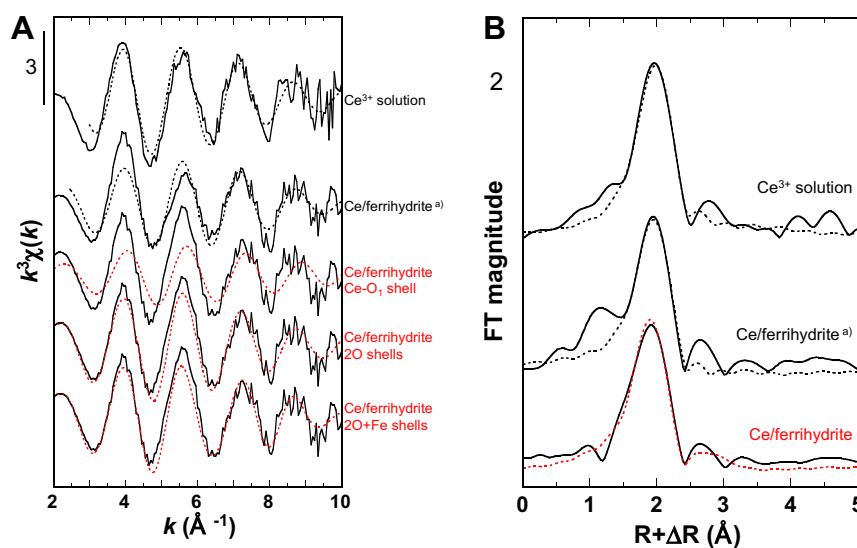 A
3
Ce³⁺ solution
Ce/ferrihydrite a)
Ce/ferrihydrite
Ce-O₁ shell
Ce/ferrihydrite
2O shells
Ce/ferrihydrite
2O+Fe shells
k³χ(k)
2 4 6 8 10
k (Å ⁻¹)
B
2
Ce³⁺ solution
Ce/ferrihydrite a)
Ce/ferrihydrite
FT magnitude
0 1 2 3 4 5
R+ΔR (Å)